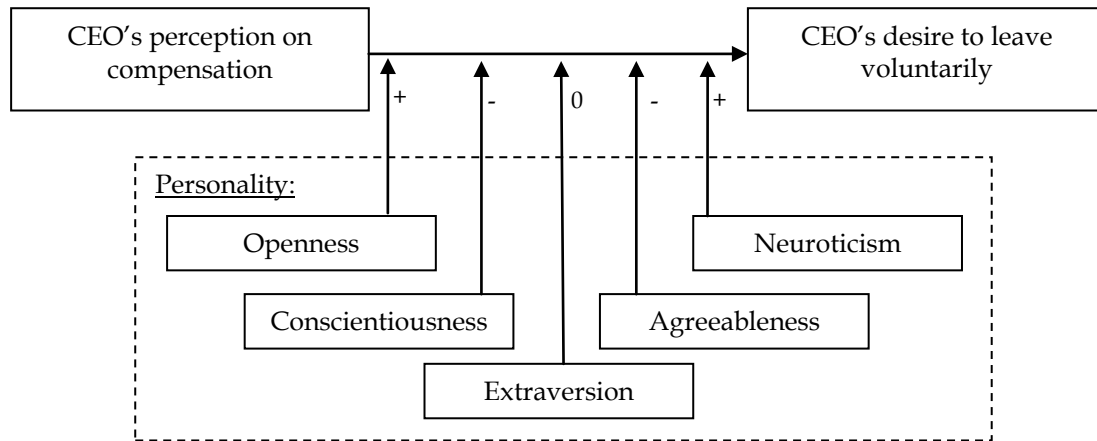 CEO's perception on
compensation
CEO's desire to leave
voluntarily
+
-
0
-
+
Personality:
Openness
Neuroticism
Conscientiousness
Agreeableness
Extraversion